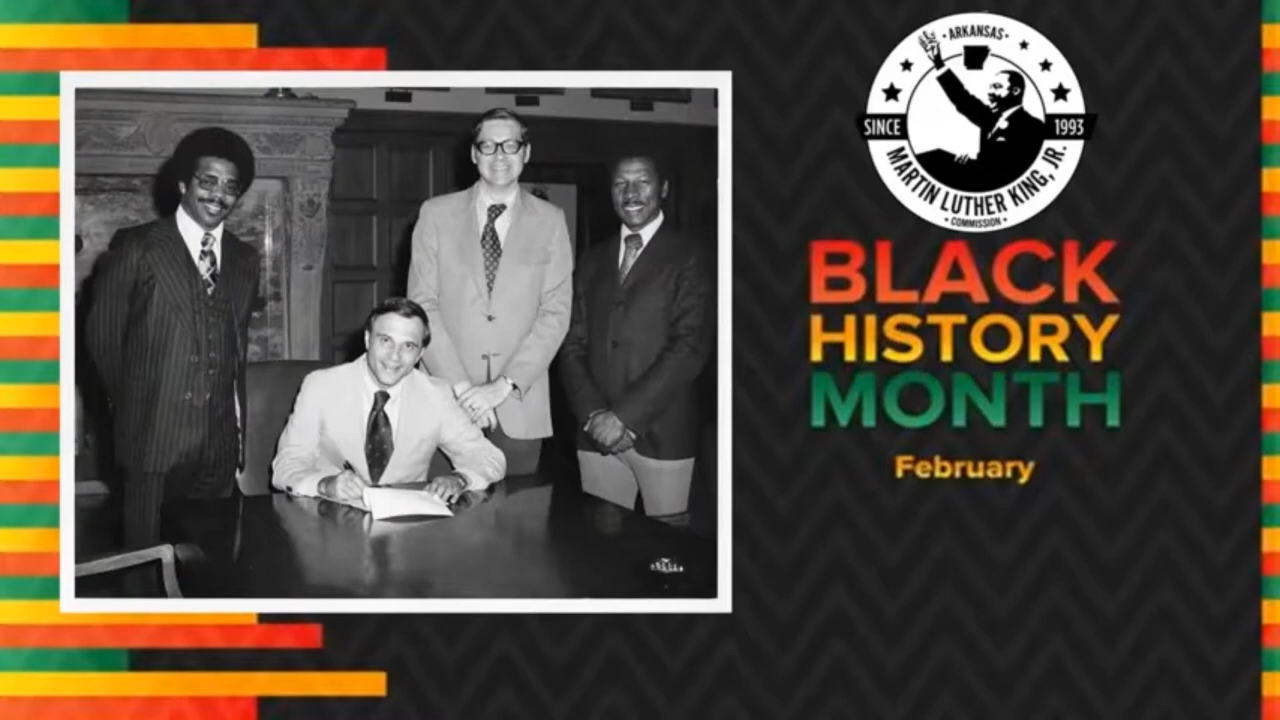 • ARKANSAS •
SINCE 1993
MARTIN LUTHER KING, JR.
• COMMISSION •
BLACK
HISTORY
MONTH
February